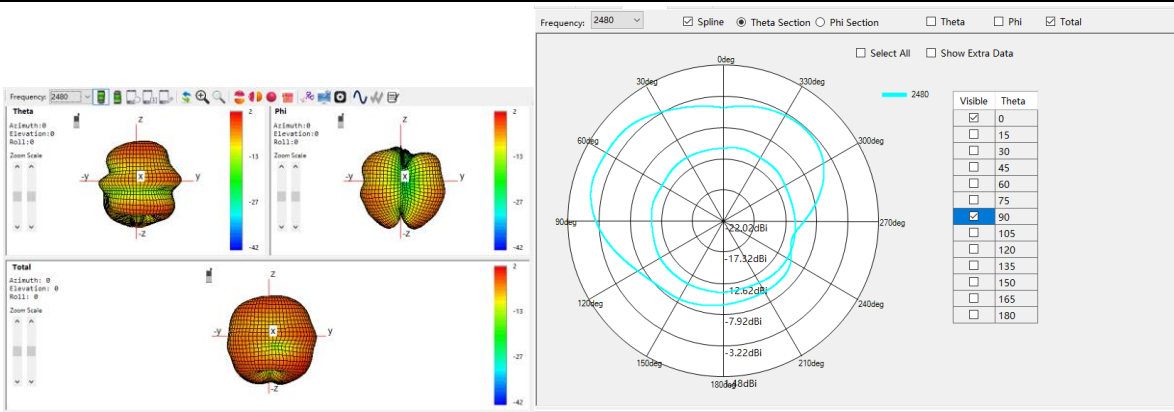 Frequency: 2480
Theta
Azimuth:0
Elevation:0
Roll:0
Zoom Scale
z
-y
x
y
-z
2
-13
-27
-42
Phi
Azimuth:0
Elevation:0
Roll:0
Zoom Scale
z
-y
x
y
-z
2
-13
-27
-42
Total
Azimuth: 0
Elevation: 0
Roll: 0
Zoom Scale
z
-y
x
y
-z
2
-13
-27
-42
Frequency: 2480 Spline Theta Section Phi Section Theta Phi Total
Select All Show Extra Data
0deg
30deg
330deg
60deg
300deg
90deg
270deg
120deg
240deg
150deg
210deg
180deg
-22.02dBi
-17.32dBi
-12.62dBi
-7.92dBi
-3.22dBi
2480
Visible Theta
0
15
30
45
60
75
90
105
120
135
150
165
180